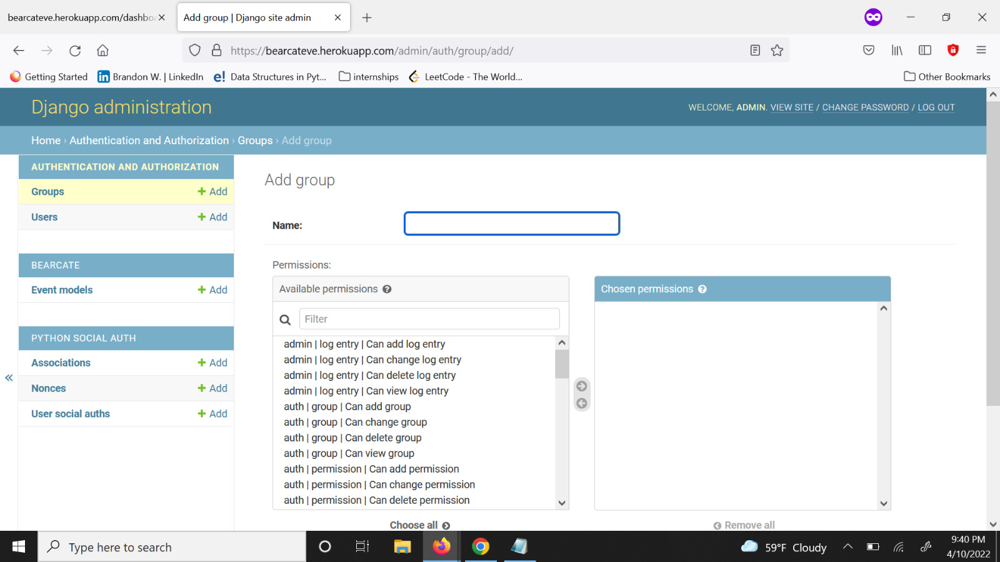 bearcateve.herokuapp.com/dashbo
Add group | Django site admin
https://bearcateve.herokuapp.com/admin/auth/group/add/
Getting Started
in Brandon W. | LinkedIn
e! Data Structures in Pyt...
internships
LeetCode - The World...
Other Bookmarks
Django administration
WELCOME, ADMIN. VIEW SITE / CHANGE PASSWORD / LOG OUT
Home › Authentication and Authorization › Groups › Add group
AUTHENTICATION AND AUTHORIZATION
Groups
+ Add
Users
+ Add
BEARCATE
Event models
+ Add
PYTHON SOCIAL AUTH
Associations
+ Add
Nonces
+ Add
User social auths
+ Add
«
Add group
Name:
Permissions:
Available permissions ?
Filter
admin | log entry | Can add log entry
admin | log entry | Can change log entry
admin | log entry | Can delete log entry
admin | log entry | Can view log entry
auth | group | Can add group
auth | group | Can change group
auth | group | Can delete group
auth | group | Can view group
auth | permission | Can add permission
auth | permission | Can change permission
auth | permission | Can delete permission
Choose all
Chosen permissions ?
Remove all
Type here to search
59°F Cloudy
9:40 PM
4/10/2022